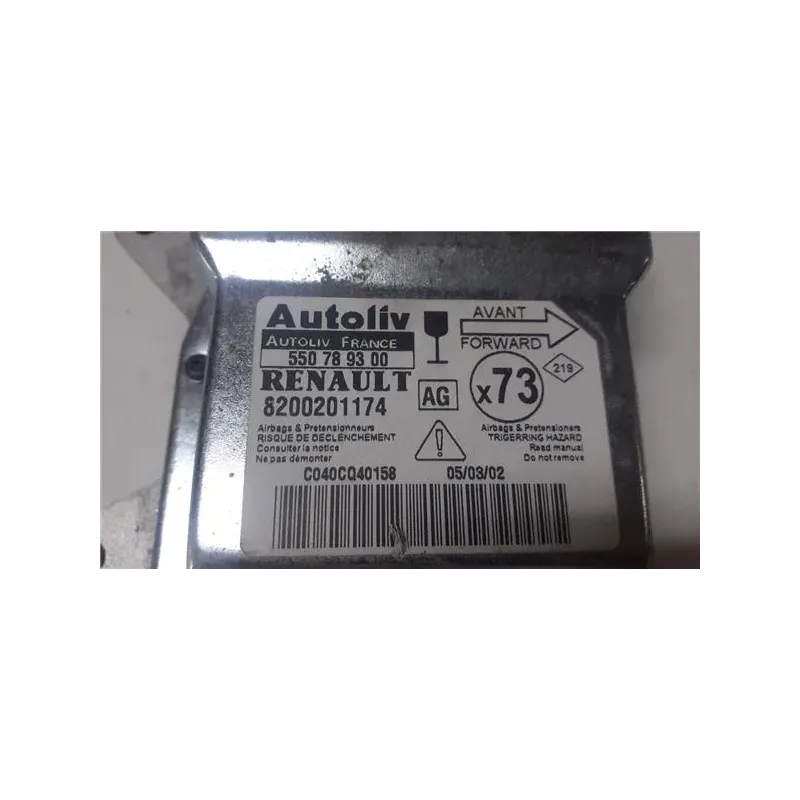 Autoliv
AUTOLIV FRANCE
550 78 93 00
RENAULT
8200201174
AG
AVANT
FORWARD
x73
219
Airbags & Pretensionneurs
RISQUE DE DECLENCHEMENT
Consulter la notice
Ne pas démonter
Airbags & Pretensioners
TRIGERRING HAZARD
Read manual
Do not remove
C040CQ40158
05/03/02